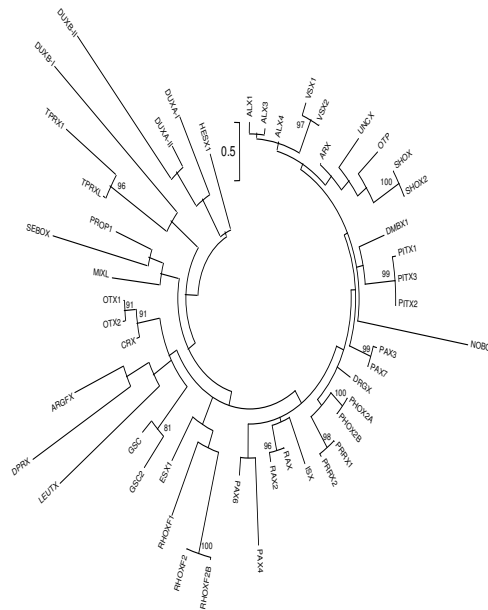 DUXB-II
DUXB-I
DUXA-I
DUXA-II
HESX1
TPRX1
TPRXL
96
PROP1
SEBOX
MIXL
OTX1
OTX2
91
91
CRX
ARGFX
DPRX
LEUTX
GSC
GSC2
81
ESX1
RHOXF1
RHOXF2
RHOXF2B
100
PAX6
PAX4
RAX2
RAX
96
ISX
PRRX2
PRRX1
98
PHOX2B
PHOX2A
100
DRGX
PAX7
PAX3
99
PITX2
PITX3
PITX1
99
DMBX1
SHOX2
SHOX
100
OTP
UNCX
ARX
VSX2
VSX1
97
ALX4
ALX3
ALX1
0.5